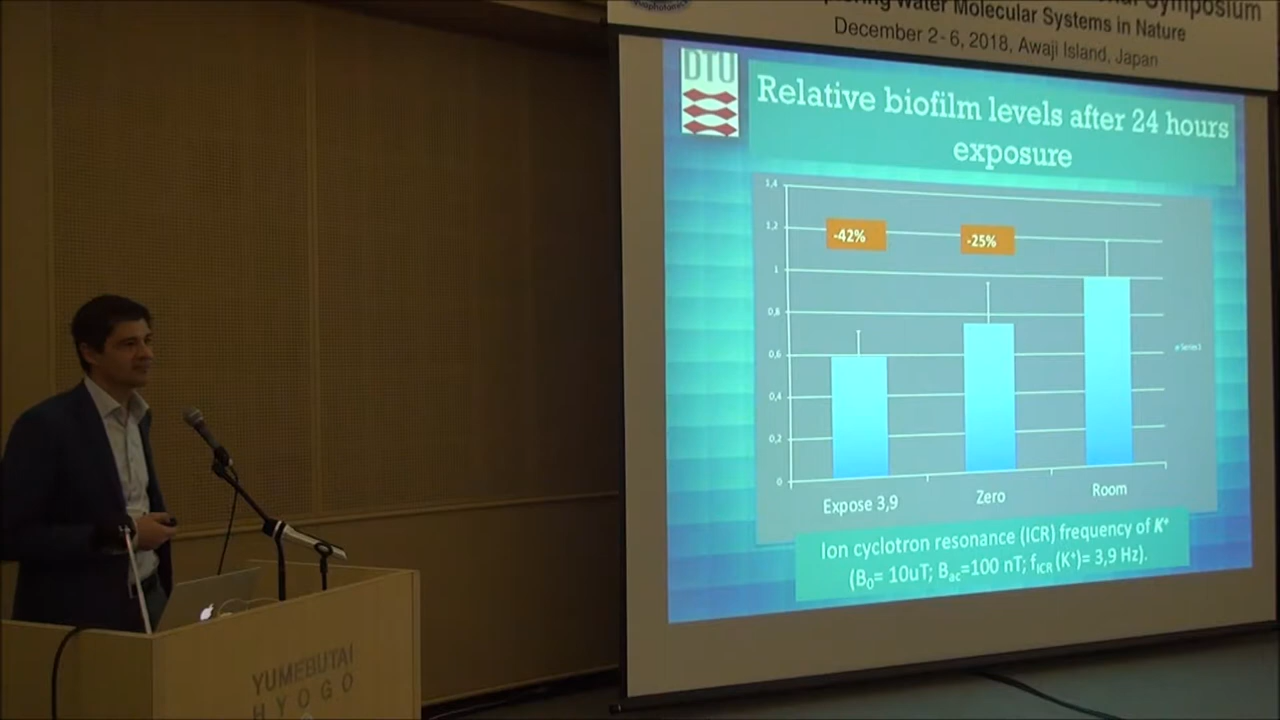 Symposium
Water Molecular Systems in Nature
December 2-6, 2018, Awaji Island, Japan
DTU
Relative biofilm levels after 24 hours
exposure
1,4
1,2
1
0,8
0,6
0,4
0,2
0
-42%
-25%
Series1
Expose 3,9
Zero
Room
Ion cyclotron resonance (ICR) frequency of K⁺
(B₀= 10uT; Bac=100 nT; fICR (K⁺)= 3,9 Hz).
YUMEBUTAI
HYOGO